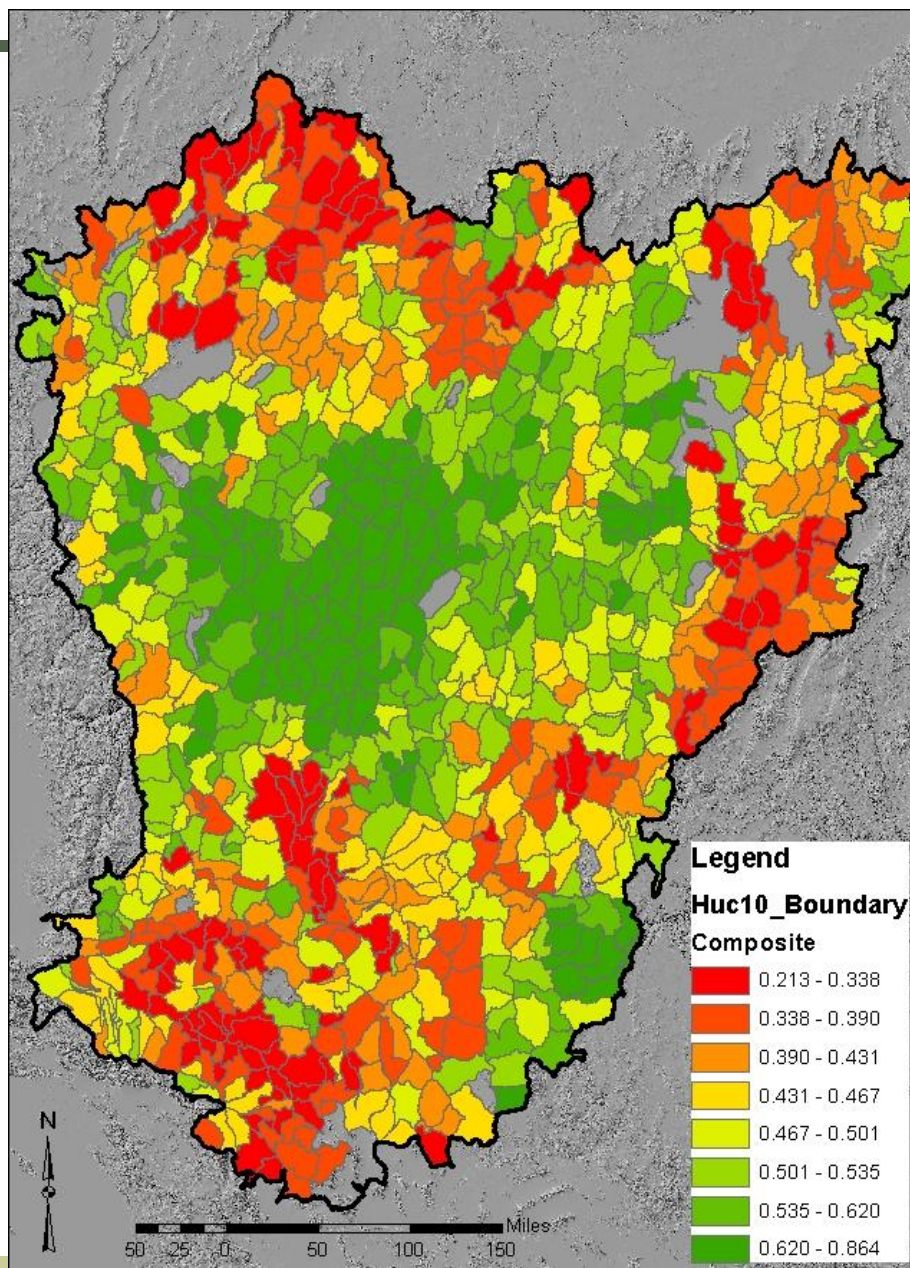 Legend
Huc10_Boundary
Composite
0.213 - 0.338
0.338 - 0.390
0.390 - 0.431
0.431 - 0.467
0.467 - 0.501
0.501 - 0.535
0.535 - 0.620
0.620 - 0.864
N
Miles
50 25 0 50 100 150